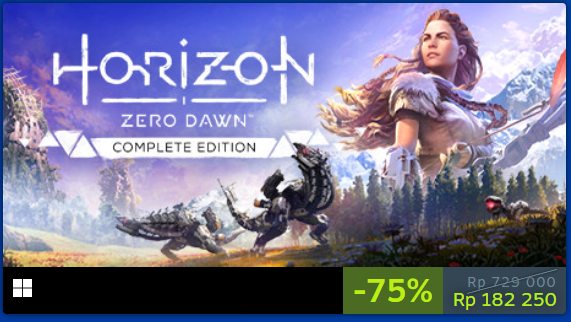 HORIZON
ZERO DAWN™
COMPLETE EDITION
-75%
Rp 729 000
Rp 182 250